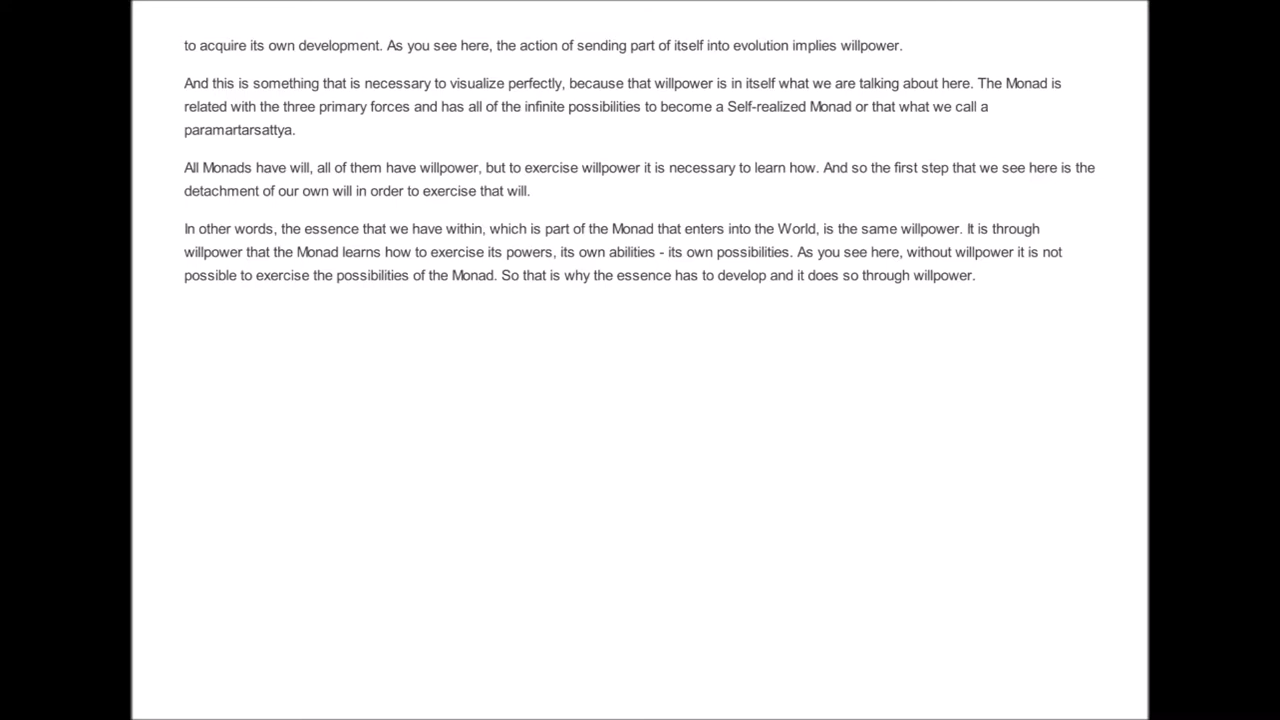 to acquire its own development. As you see here, the action of sending part of itself into evolution implies willpower.
And this is something that is necessary to visualize perfectly, because that willpower is in itself what we are talking about here. The Monad is
related with the three primary forces and has all of the infinite possibilities to become a Self-realized Monad or that what we call a
paramartarsattya.
All Monads have will, all of them have willpower, but to exercise willpower it is necessary to learn how. And so the first step that we see here is the
detachment of our own will in order to exercise that will.
In other words, the essence that we have within, which is part of the Monad that enters into the World, is the same willpower. It is through
willpower that the Monad learns how to exercise its powers, its own abilities - its own possibilities. As you see here, without willpower it is not
possible to exercise the possibilities of the Monad. So that is why the essence has to develop and it does so through willpower.